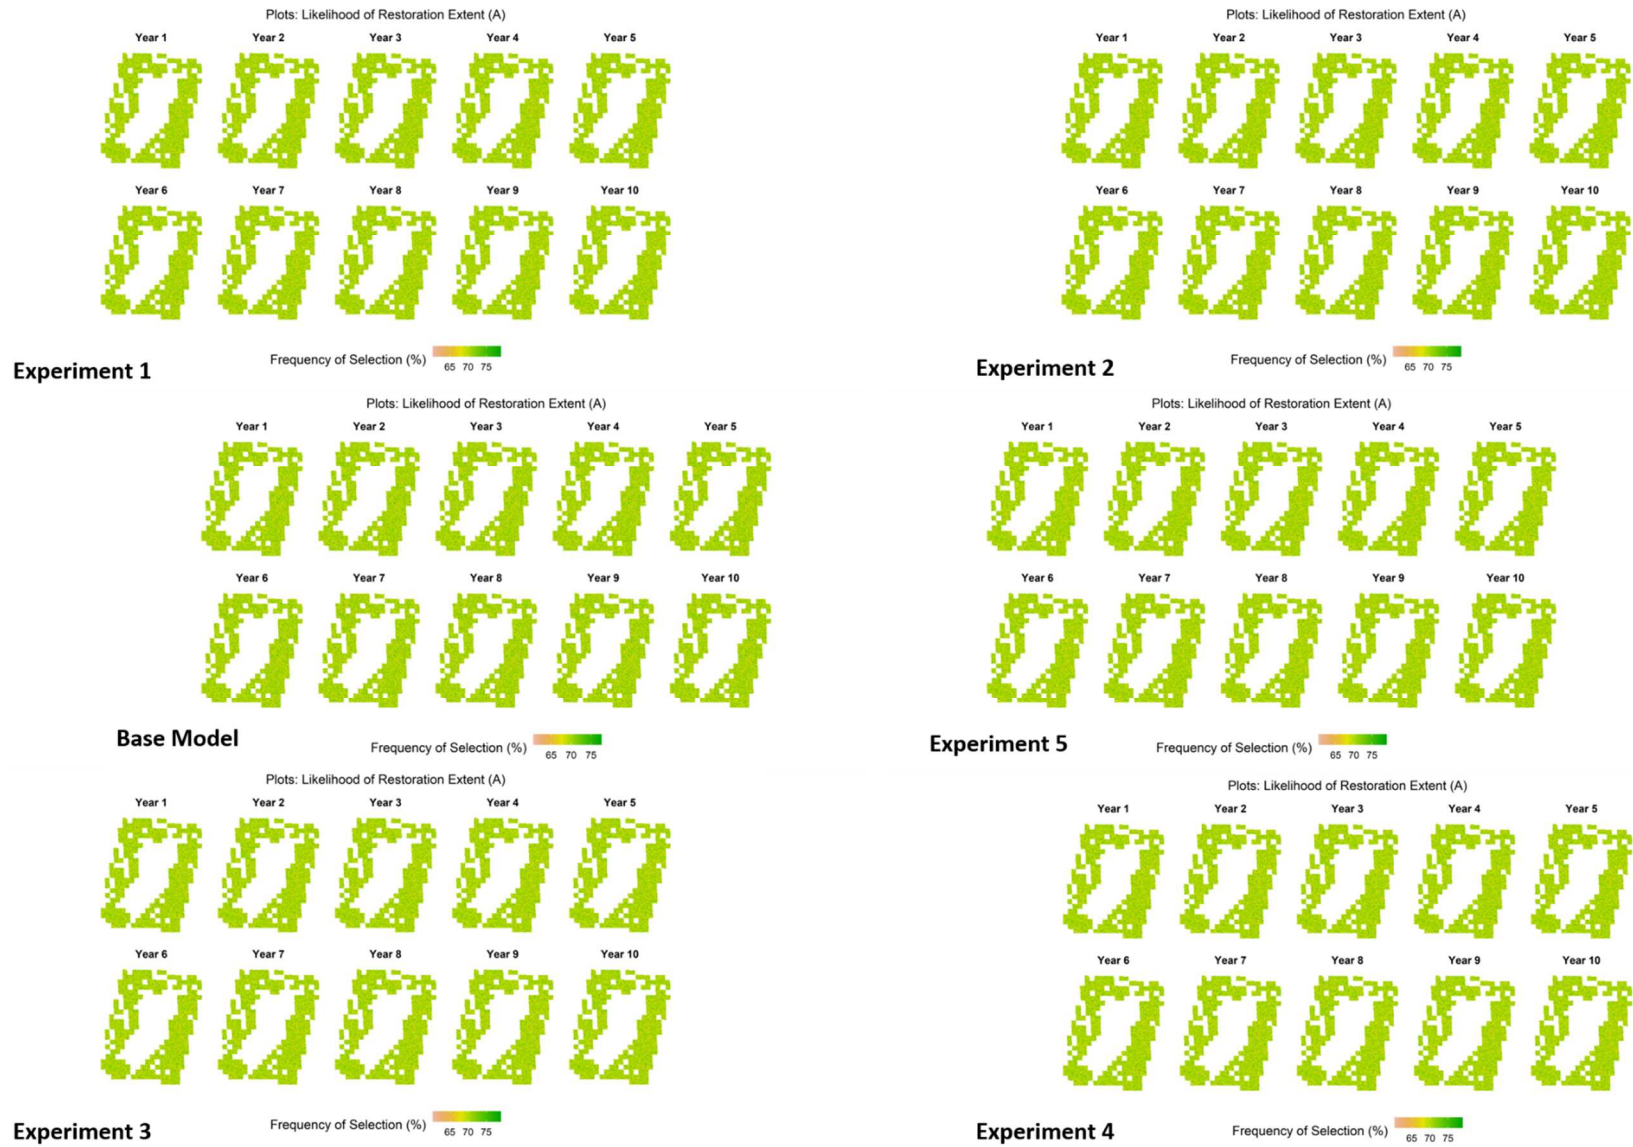 Plots: Likelihood of Restoration Extent (A)
Year 1 Year 2 Year 3 Year 4 Year 5
Year 6 Year 7 Year 8 Year 9 Year 10
Frequency of Selection (%)
65 70 75
Experiment 1
Plots: Likelihood of Restoration Extent (A)
Year 1 Year 2 Year 3 Year 4 Year 5
Year 6 Year 7 Year 8 Year 9 Year 10
Frequency of Selection (%)
65 70 75
Experiment 2
Plots: Likelihood of Restoration Extent (A)
Year 1 Year 2 Year 3 Year 4 Year 5
Year 6 Year 7 Year 8 Year 9 Year 10
Base Model
Frequency of Selection (%)
65 70 75
Plots: Likelihood of Restoration Extent (A)
Year 1 Year 2 Year 3 Year 4 Year 5
Year 6 Year 7 Year 8 Year 9 Year 10
Experiment 5
Frequency of Selection (%)
65 70 75
Plots: Likelihood of Restoration Extent (A)
Year 1 Year 2 Year 3 Year 4 Year 5
Year 6 Year 7 Year 8 Year 9 Year 10
Frequency of Selection (%)
65 70 75
Experiment 3
Plots: Likelihood of Restoration Extent (A)
Year 1 Year 2 Year 3 Year 4 Year 5
Year 6 Year 7 Year 8 Year 9 Year 10
Experiment 4
Frequency of Selection (%)
65 70 75